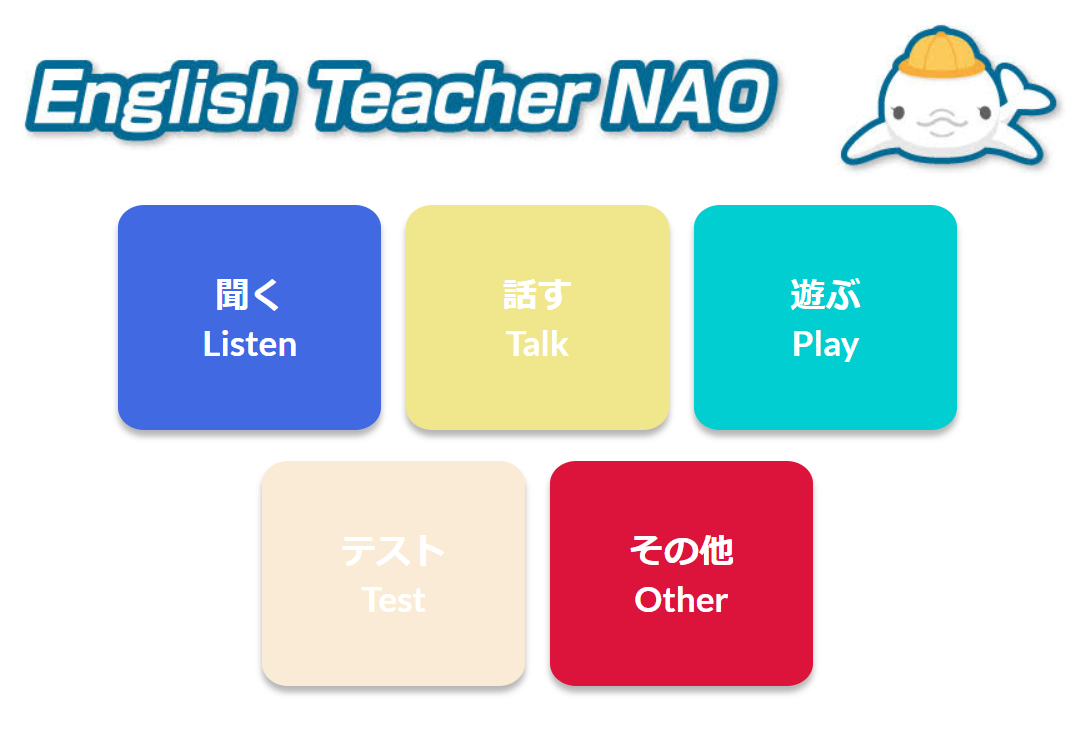 English Teacher NAO
聞く
Listen
話す
Talk
遊ぶ
Play
テスト
Test
その他
Other